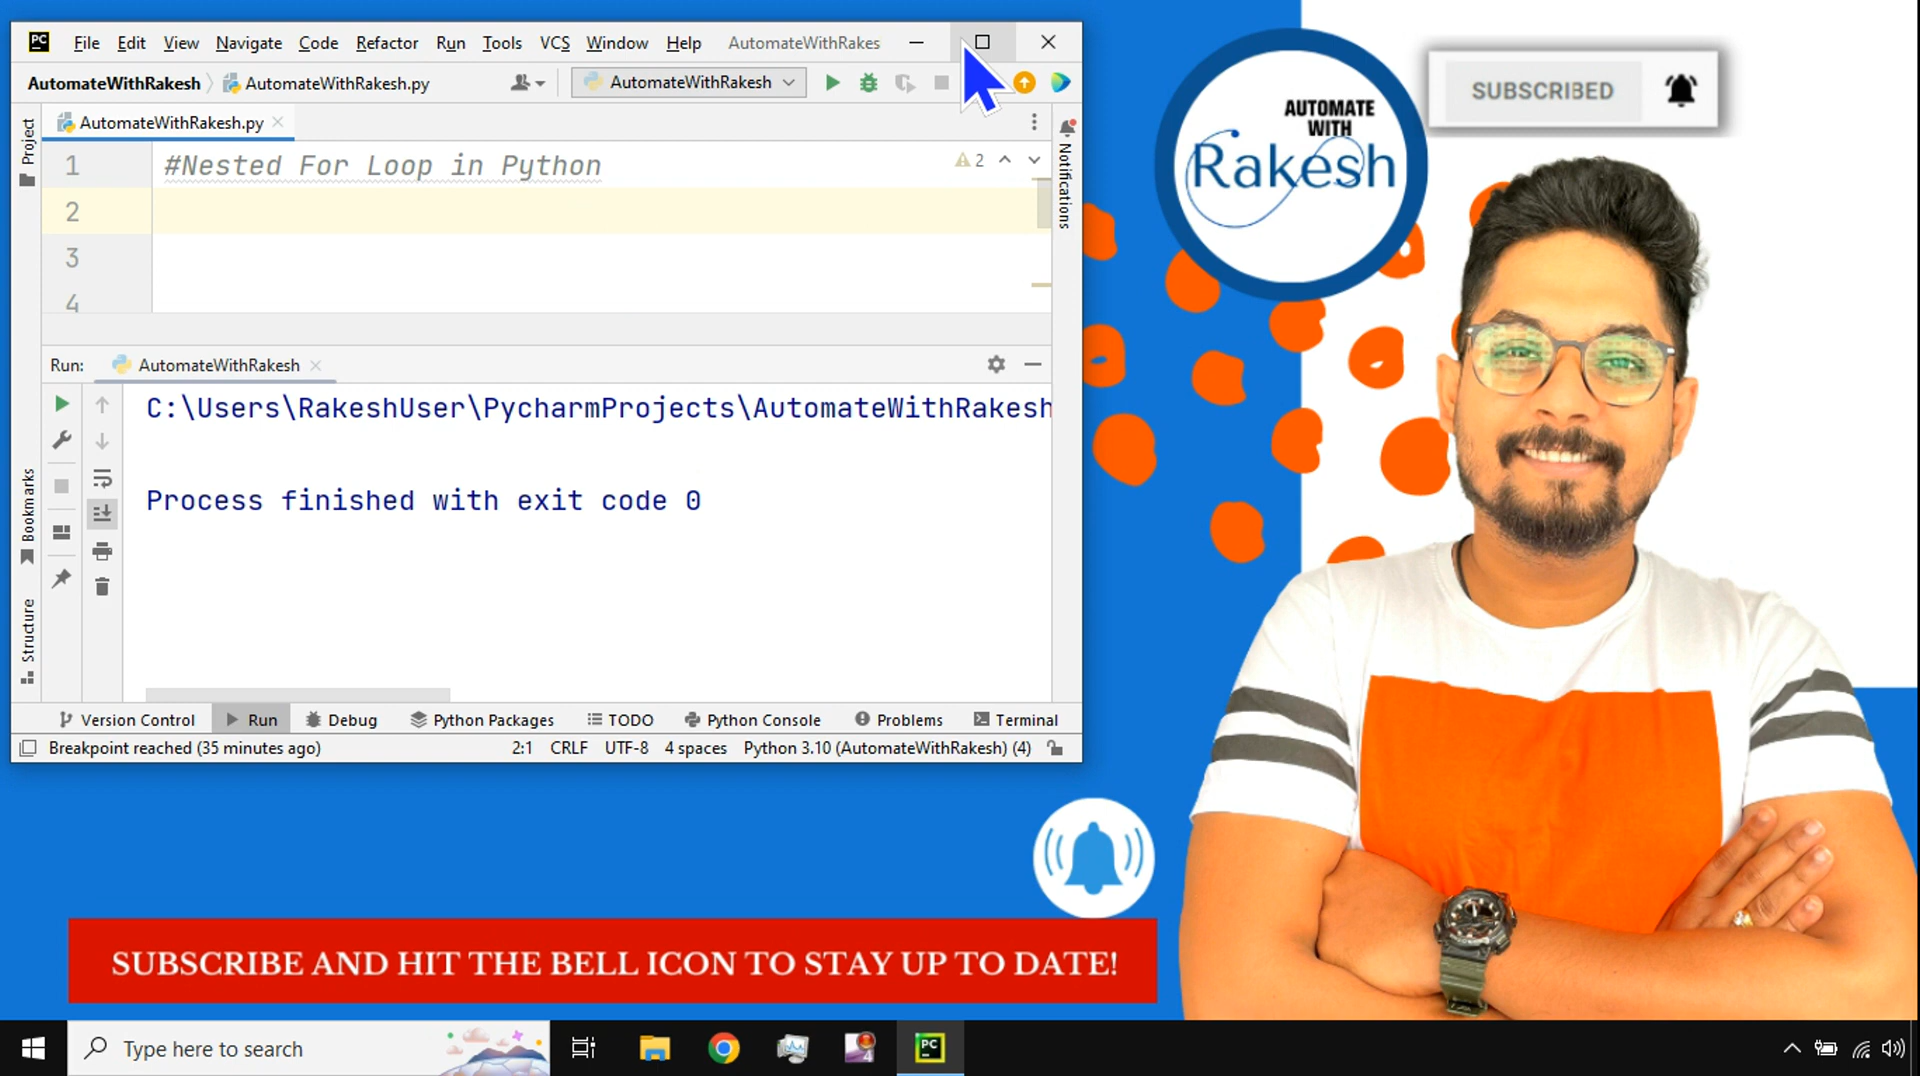 PC File Edit View Navigate Code Refactor Run Tools VCS Window Help AutomateWithRakes
AutomateWithRakesh AutomateWithRakesh.py AutomateWithRakesh
AutomateWithRakesh.py
Project
1 #Nested For Loop in Python
2
3
4
2
Notifications
Run: AutomateWithRakesh
C:\Users\RakeshUser\PycharmProjects\AutomateWithRakesh
Process finished with exit code 0
Bookmarks
Structure
Version Control Run Debug Python Packages TODO Python Console Problems Terminal
Breakpoint reached (35 minutes ago) 2:1 CRLF UTF-8 4 spaces Python 3.10 (AutomateWithRakesh) (4)
AUTOMATE
WITH
Rakesh
SUBSCRIBED
SUBSCRIBE AND HIT THE BELL ICON TO STAY UP TO DATE!
Type here to search
4
PC